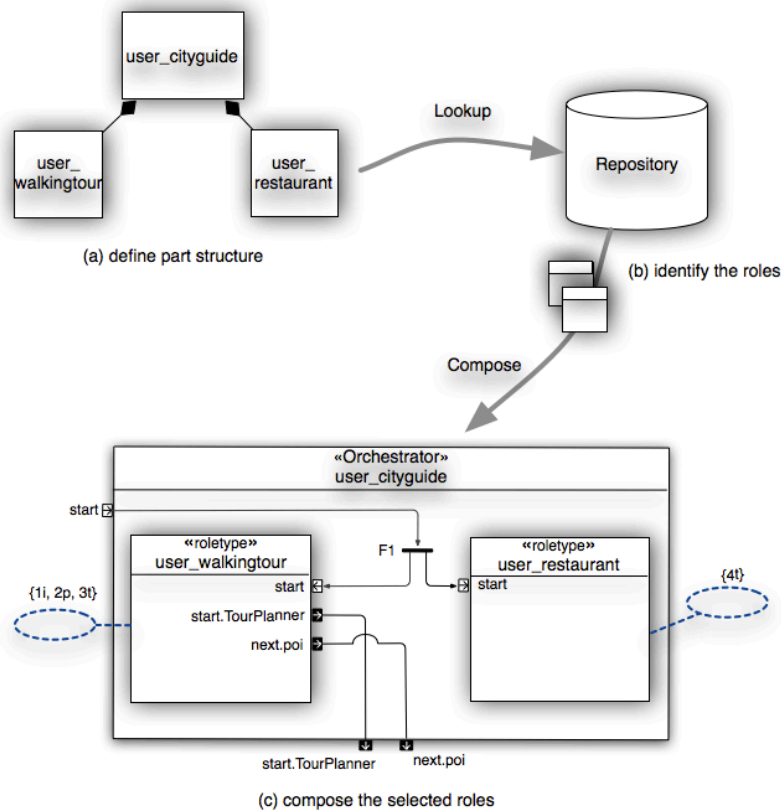 user_cityguide
user_
walkingtour
user_
restaurant
(a) define part structure
Lookup
Repository
(b) identify the roles
Compose
«Orchestrator»
user_cityguide
start
F1
«roletype»
user_walkingtour
start
start.TourPlanner
next.poi
«roletype»
user_restaurant
start
{1i, 2p, 3t}
{4t}
start.TourPlanner
next.poi
(c) compose the selected roles